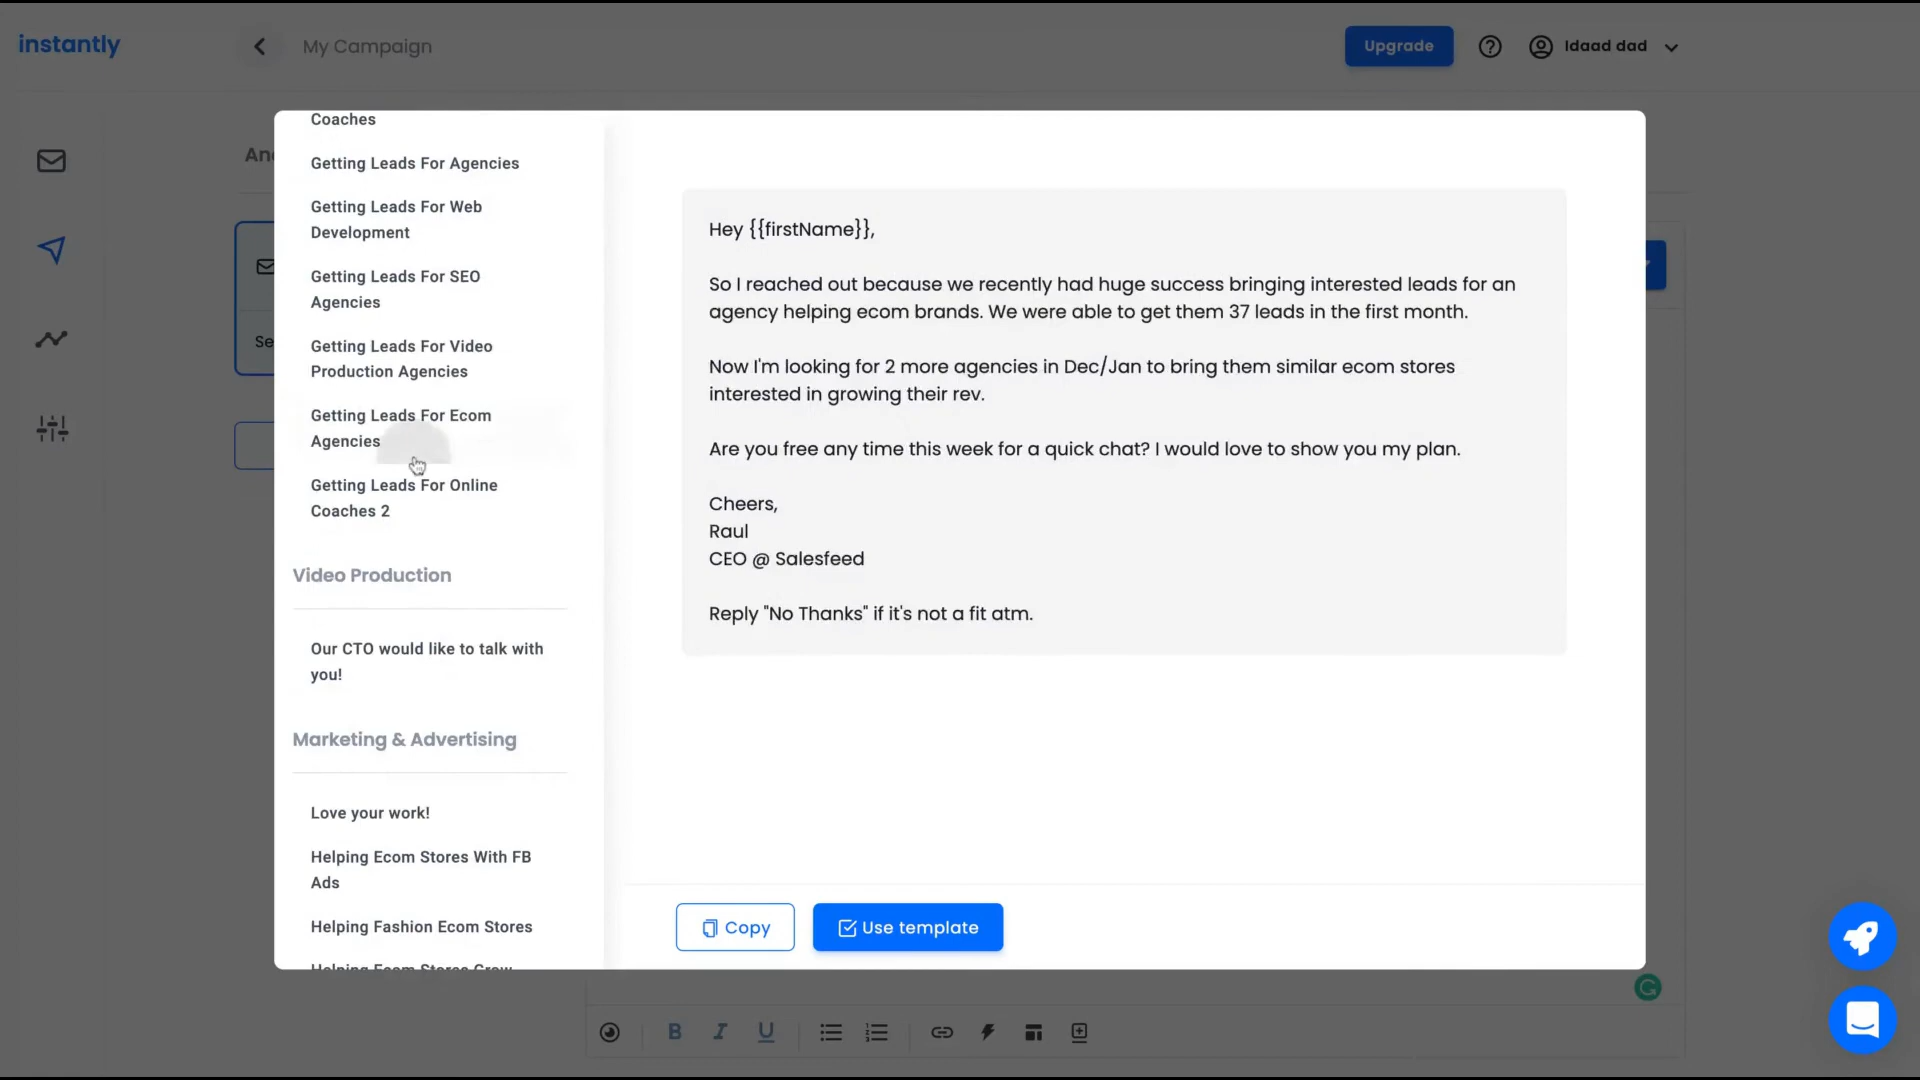 instantly
My Campaign
Upgrade
Idaad dad
Coaches
Getting Leads For Agencies
Getting Leads For Web
Development
Getting Leads For SEO
Agencies
Getting Leads For Video
Production Agencies
Getting Leads For Ecom
Agencies
Getting Leads For Online
Coaches 2
Video Production
Our CTO would like to talk with
you!
Marketing & Advertising
Love your work!
Helping Ecom Stores With FB
Ads
Helping Fashion Ecom Stores
Helping Ecom Stores Grow
An
Se
Hey {{firstName}},
So I reached out because we recently had huge success bringing interested leads for an
agency helping ecom brands. We were able to get them 37 leads in the first month.
Now I'm looking for 2 more agencies in Dec/Jan to bring them similar ecom stores
interested in growing their rev.
Are you free any time this week for a quick chat? I would love to show you my plan.
Cheers,
Raul
CEO @ Salesfeed
Reply "No Thanks" if it's not a fit atm.
Copy
Use template
B I U